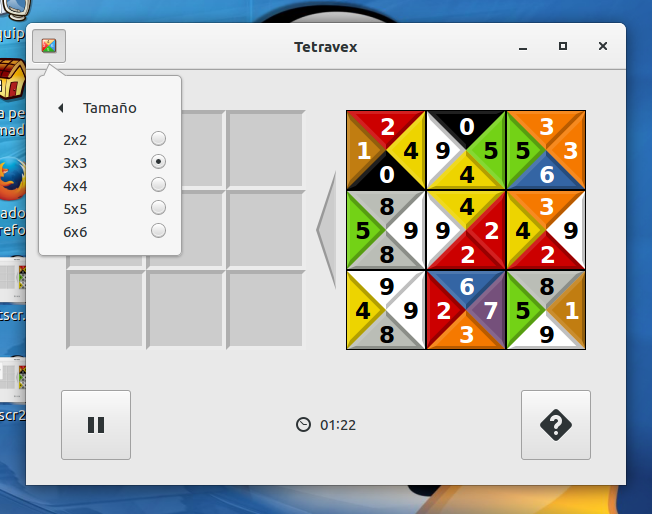 quip
Tetravex
Tamaño
2x2
3x3
4x4
5x5
6x6
a pe
nad
ado
refo
tscr.
scr2
2 0 3
1 4 9 5 5 3
0 4 6
8 4 3
5 9 9 2 4 9
8 2 2
9 6 8
4 9 2 7 5 1
8 3 9
01:22
?